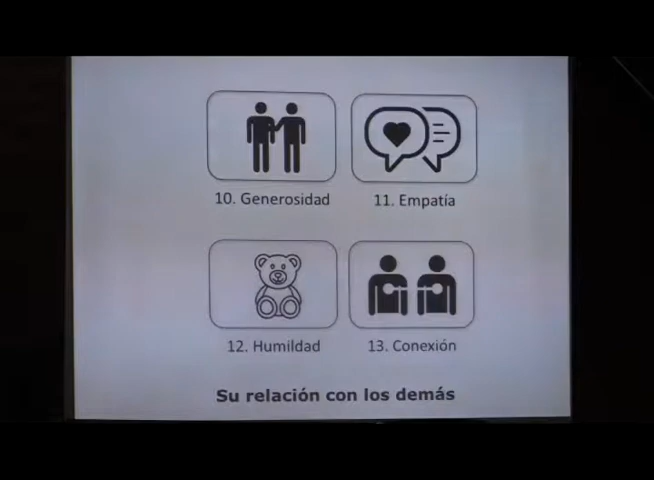 10. Generosidad
11. Empatía
12. Humildad
13. Conexión
Su relación con los demás